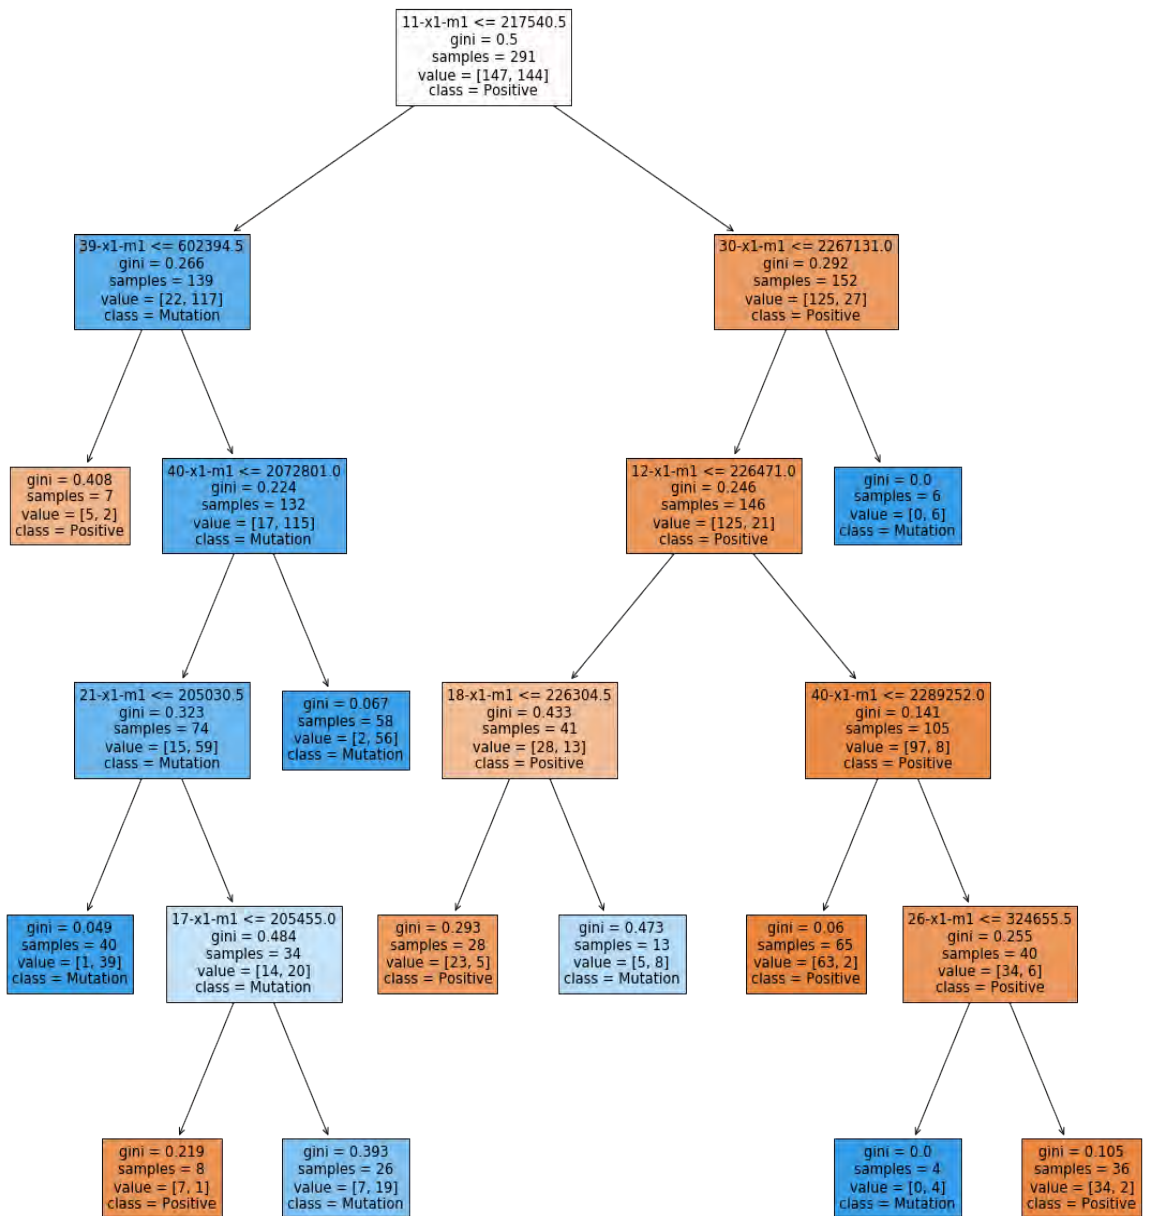 11-x1-m1 <= 217540.5
gini = 0.5
samples = 291
value = [147, 144]
class = Positive
39-x1-m1 <= 602394.5
gini = 0.266
samples = 139
value = [22, 117]
class = Mutation
30-x1-m1 <= 2267131.0
gini = 0.292
samples = 152
value = [125, 27]
class = Positive
gini = 0.408
samples = 7
value = [5, 2]
class = Positive
40-x1-m1 <= 2072801.0
gini = 0.224
samples = 132
value = [17, 115]
class = Mutation
12-x1-m1 <= 226471.0
gini = 0.246
samples = 146
value = [125, 21]
class = Positive
gini = 0.0
samples = 6
value = [0, 6]
class = Mutation
21-x1-m1 <= 205030.5
gini = 0.323
samples = 74
value = [15, 59]
class = Mutation
gini = 0.067
samples = 58
value = [2, 56]
class = Mutation
18-x1-m1 <= 226304.5
gini = 0.433
samples = 41
value = [28, 13]
class = Positive
40-x1-m1 <= 2289252.0
gini = 0.141
samples = 105
value = [97, 8]
class = Positive
gini = 0.049
samples = 40
value = [1, 39]
class = Mutation
17-x1-m1 <= 205455.0
gini = 0.484
samples = 34
value = [14, 20]
class = Mutation
gini = 0.293
samples = 28
value = [23, 5]
class = Positive
gini = 0.473
samples = 13
value = [5, 8]
class = Mutation
gini = 0.06
samples = 65
value = [63, 2]
class = Positive
26-x1-m1 <= 324655.5
gini = 0.255
samples = 40
value = [34, 6]
class = Positive
gini = 0.219
samples = 8
value = [7, 1]
class = Positive
gini = 0.393
samples = 26
value = [7, 19]
class = Mutation
gini = 0.0
samples = 4
value = [0, 4]
class = Mutation
gini = 0.105
samples = 36
value = [34, 2]
class = Positive